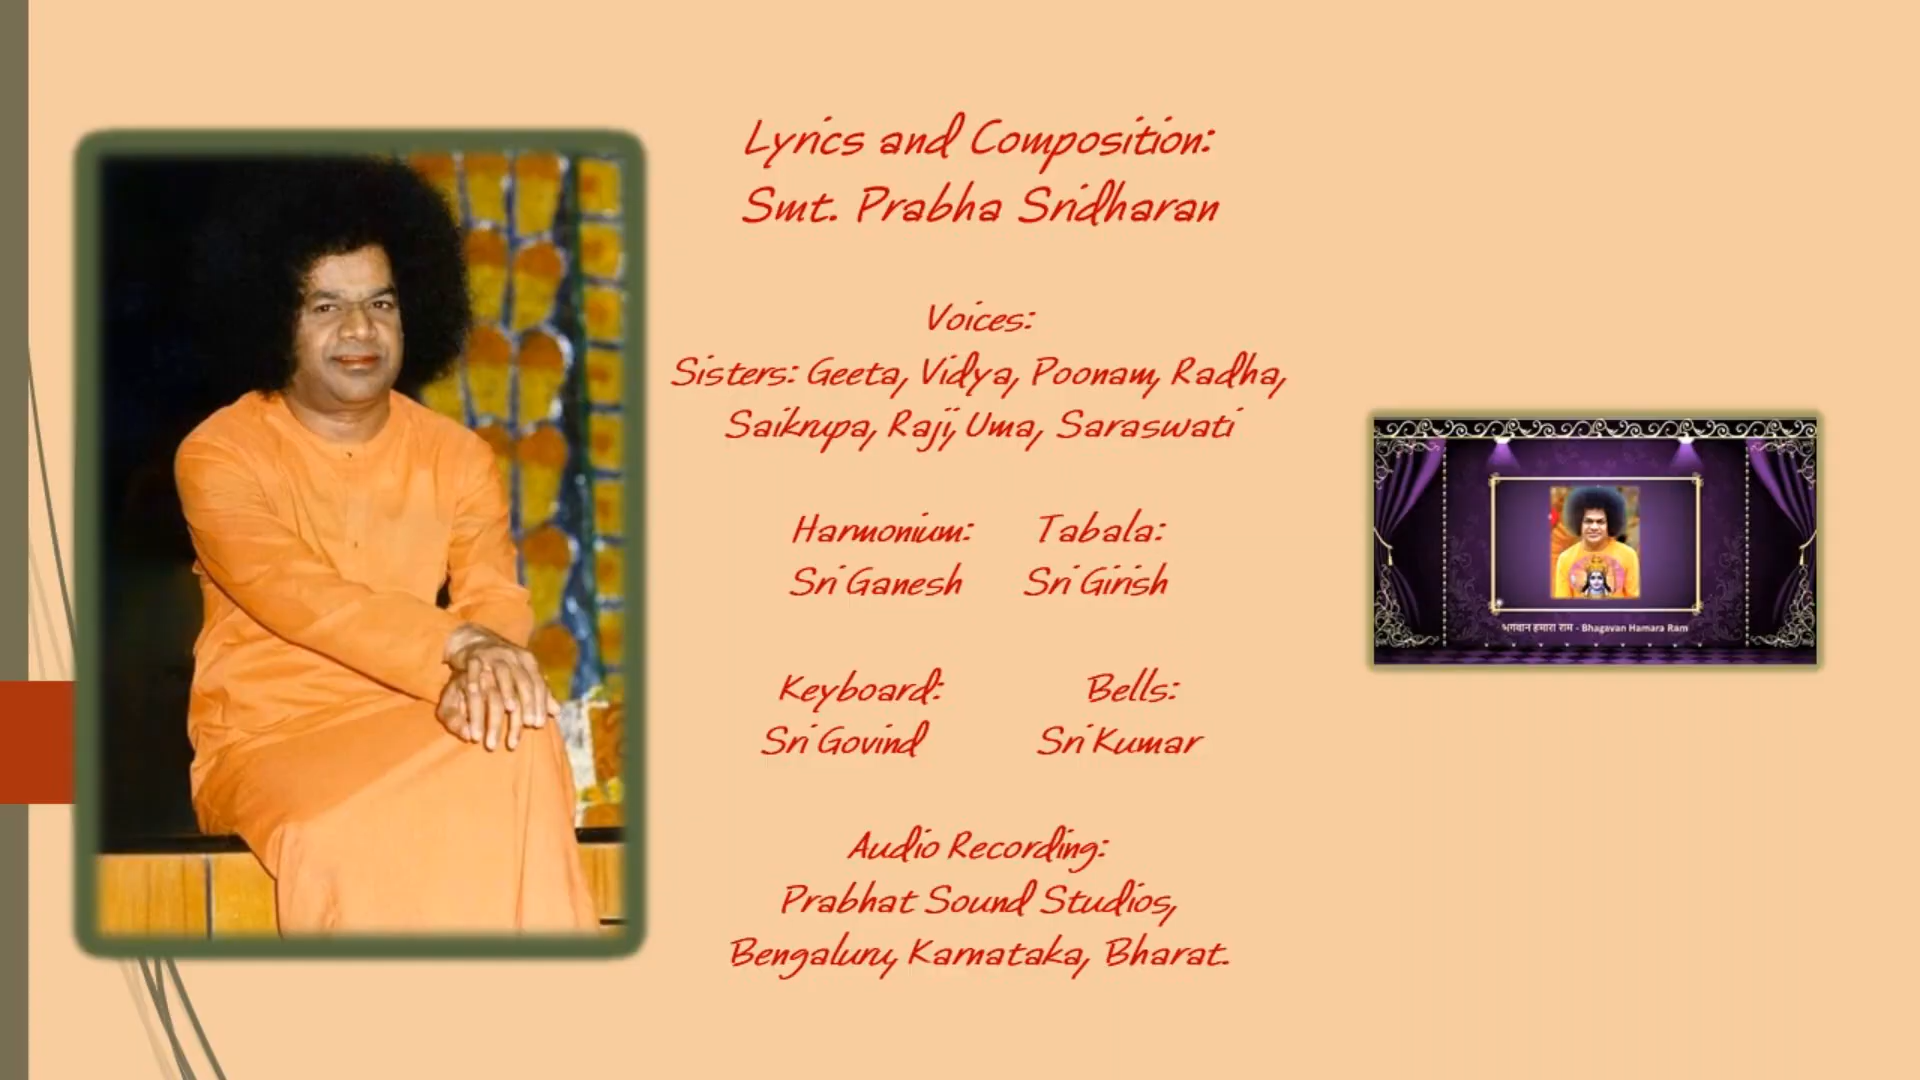 Lyrics and Composition:
Smt. Prabha Sridharan
Voices:
Sisters: Geeta, Vidya, Poonam, Radha,
Saikrupa, Raji, Uma, Saraswati
Harmonium: Tabala:
Sri Ganesh Sri Girish
Keyboard: Bells:
Sri Govind Sri Kumar
Audio Recording:
Prabhat Sound Studios,
Bengaluru, Karnataka, Bharat.
भगवान हमारा राम - Bhagavan Hamara Ram